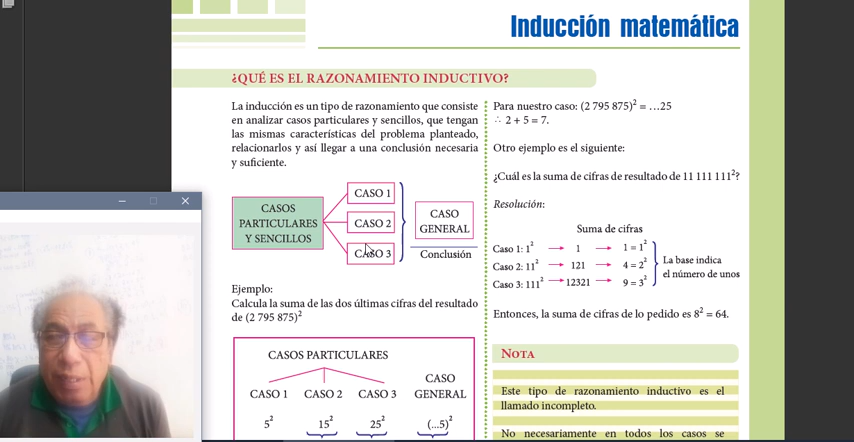 Inducción matemática
¿QUÉ ES EL RAZONAMIENTO INDUCTIVO?
La inducción es un tipo de razonamiento que consiste
en analizar casos particulares y sencillos, que tengan
las mismas características del problema planteado,
relacionarlos y así llegar a una conclusión necesaria
y suficiente.
CASOS
PARTICULARES
Y SENCILLOS
CASO 1
CASO 2
CASO 3
CASO
GENERAL
Conclusión
Ejemplo:
Calcula la suma de las dos últimas cifras del resultado
de (2 795 875)²
CASOS PARTICULARES
CASO 1 CASO 2 CASO 3
CASO
GENERAL
5² 15² 25² (...5)²
Para nuestro caso: (2 795 875)² = …25
∴ 2 + 5 = 7.
Otro ejemplo es el siguiente:
¿Cuál es la suma de cifras de resultado de 11 111 111²?
Resolución:
Suma de cifras
Case 1: 1² → 1 → 1 = 1²
Caso 2: 11² → 121 → 4 = 2²
Caso 3: 111² → 12321 → 9 = 3²
La base indica
el número de unos
Entonces, la suma de cifras de lo pedido es 8² = 64.
NOTA
Este tipo de razonamiento inductivo es el
llamado incompleto.
No necesariamente en todos los casos se